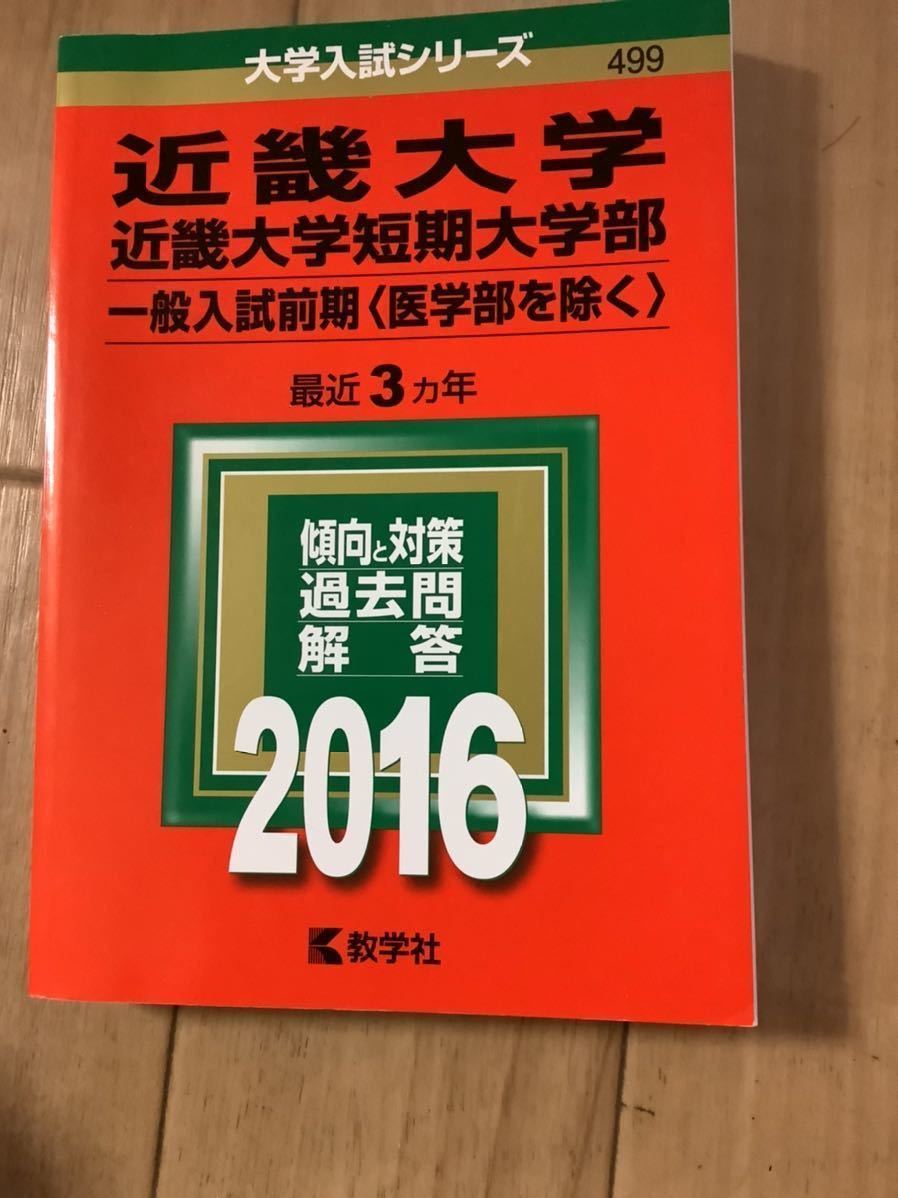 大学入試シリーズ
499
近畿大学
近畿大学短期大学部
一般入試前期〈医学部を除く〉
最近3カ年
傾向と対策
過去問
解答
2016
教学社